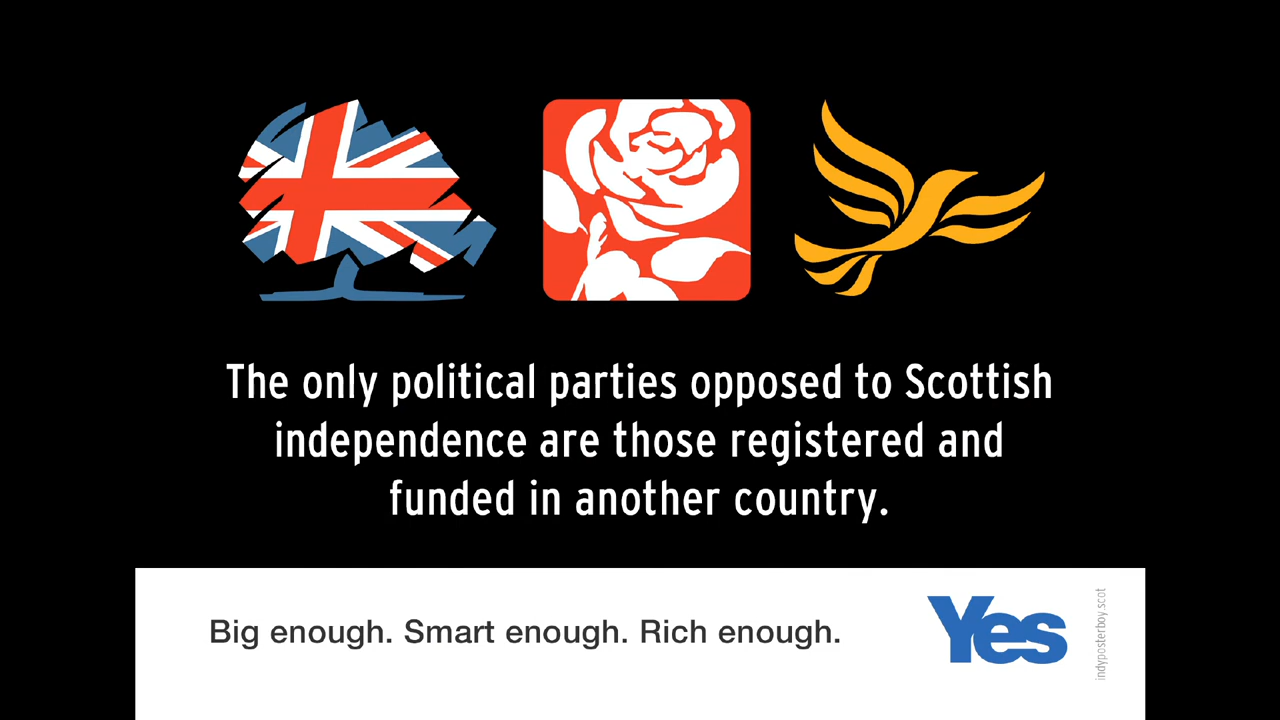 The only political parties opposed to Scottish
independence are those registered and
funded in another country.
Big enough. Smart enough. Rich enough.
Yes
indyposterboy.scot